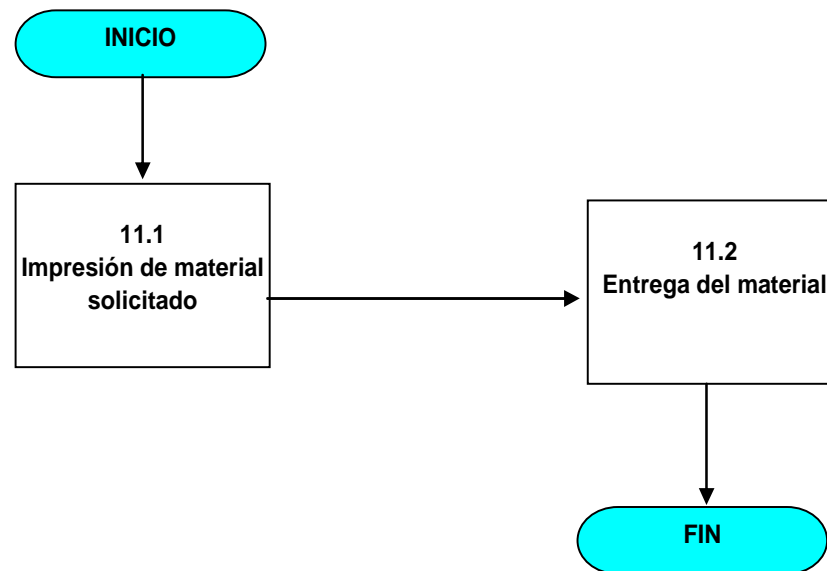 INICIO
11.1
Impresión de material
solicitado
11.2
Entrega del material
FIN